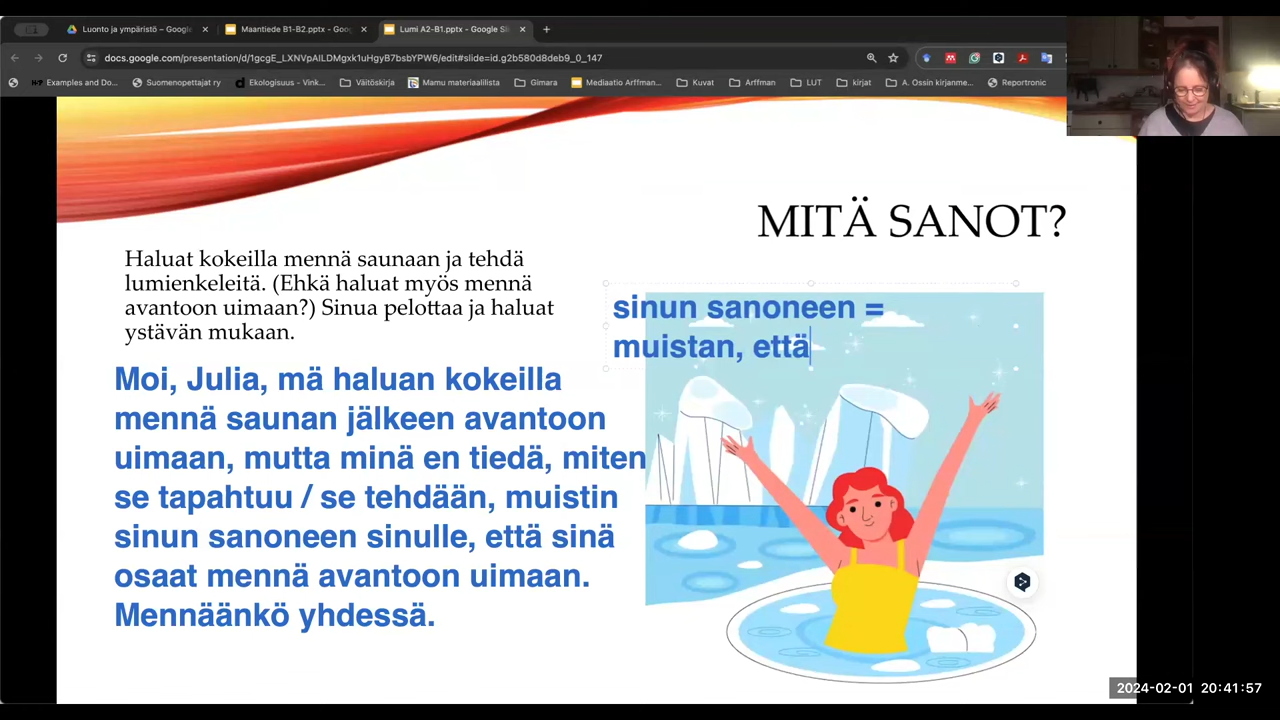 Luonto ja ympäristö – Google
Maantiede B1-B2.pptx - Goog
Lumi A2-B1.pptx - Google Sli
docs.google.com/presentation/d/1gcgE_LXNVpAlLDMgxk1uHgyB7bsbYPW6/edit#slide=id.g2b580d8deb9_0_147
Examples and Do... Suomenopettajat ry Ekologisuus - Vink... Väitöskirja Mamu materiaalilista Gimara Mediaatio Arffman... Kuvat Arffman LUT kirjat A. Ossin kirjanme... Reportronic
MITÄ SANOT?
Haluat kokeilla mennä saunaan ja tehdä
lumienkeleitä. (Ehkä haluat myös mennä
avantoon uimaan?) Sinua pelottaa ja haluat
ystävän mukaan.
sinun sanoneen =
muistan, että
Moi, Julia, mä haluan kokeilla
mennä saunan jälkeen avantoon
uimaan, mutta minä en tiedä, miten
se tapahtuu / se tehdään, muistin
sinun sanoneen sinulle, että sinä
osaat mennä avantoon uimaan.
Mennäänkö yhdessä.
2024-02-01 20:41:57